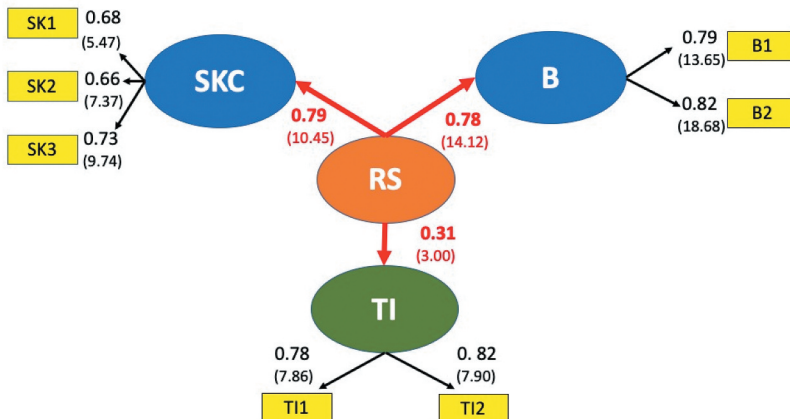 SK1
0.68
(5.47)
SK2
0.66
(7.37)
SK3
0.73
(9.74)
SKC
B
0.79
(13.65)
B1
0.82
(18.68)
B2
0.79
(10.45)
0.78
(14.12)
RS
0.31
(3.00)
TI
0.78
(7.86)
0. 82
(7.90)
TI1
TI2